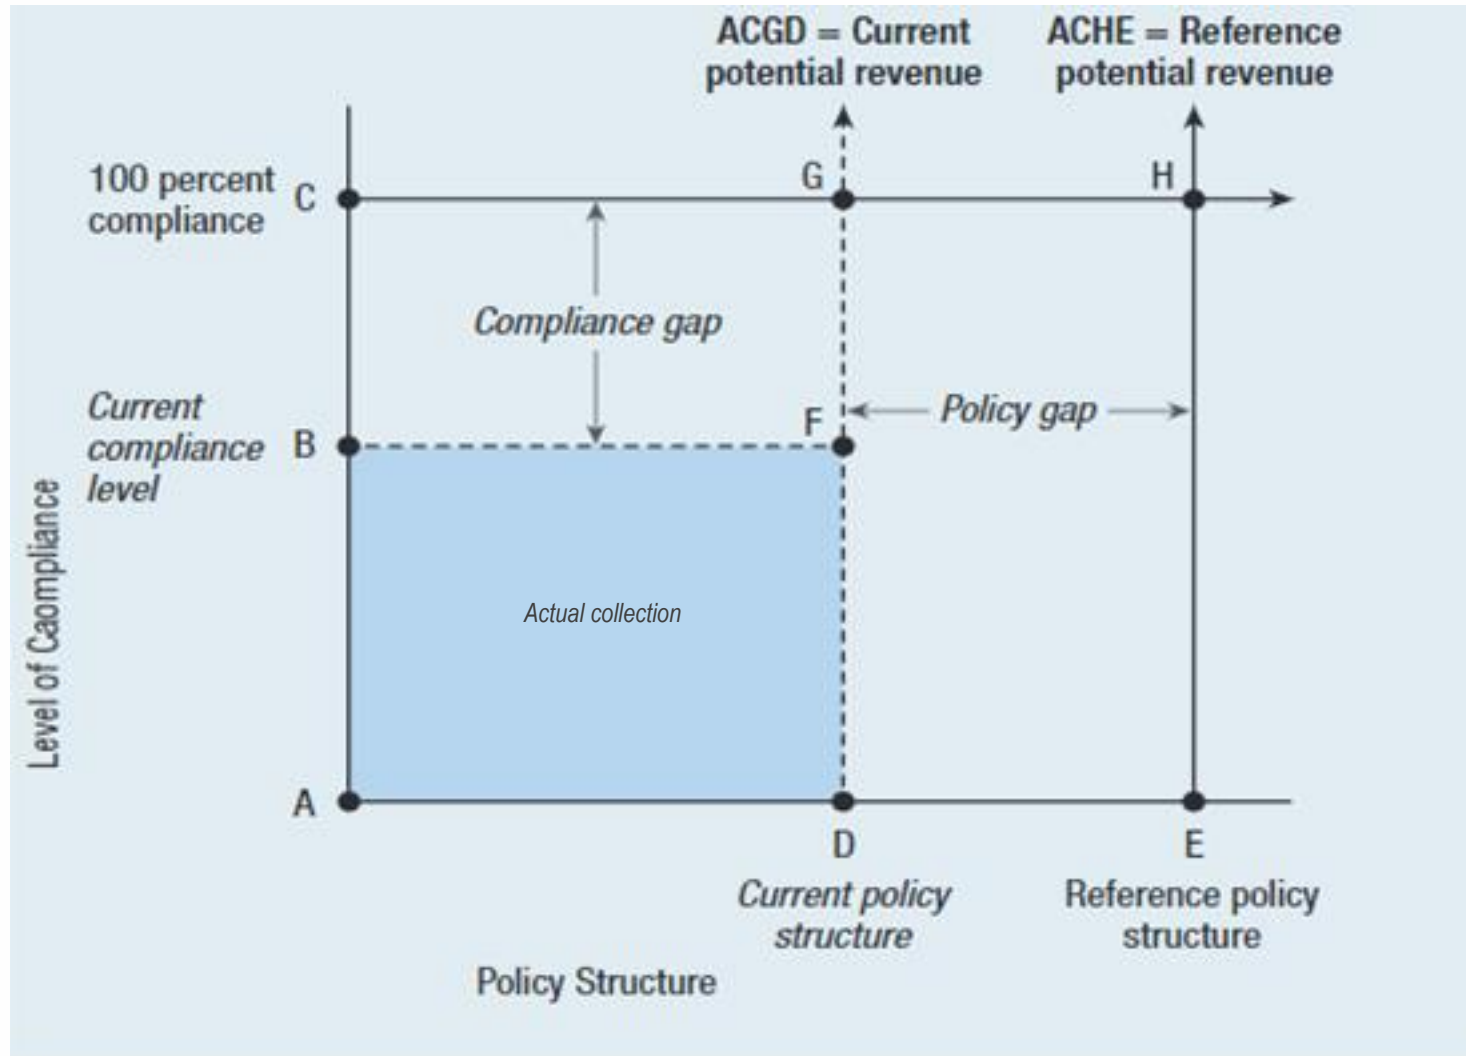 ACGD = Current
potential revenue
ACHE = Reference
potential revenue
100 percent
compliance
C
G
H
Compliance gap
Current
compliance
level
B
F
Policy gap
Level of Caompliance
Actual collection
A
D
E
Current policy
structure
Reference policy
structure
Policy Structure